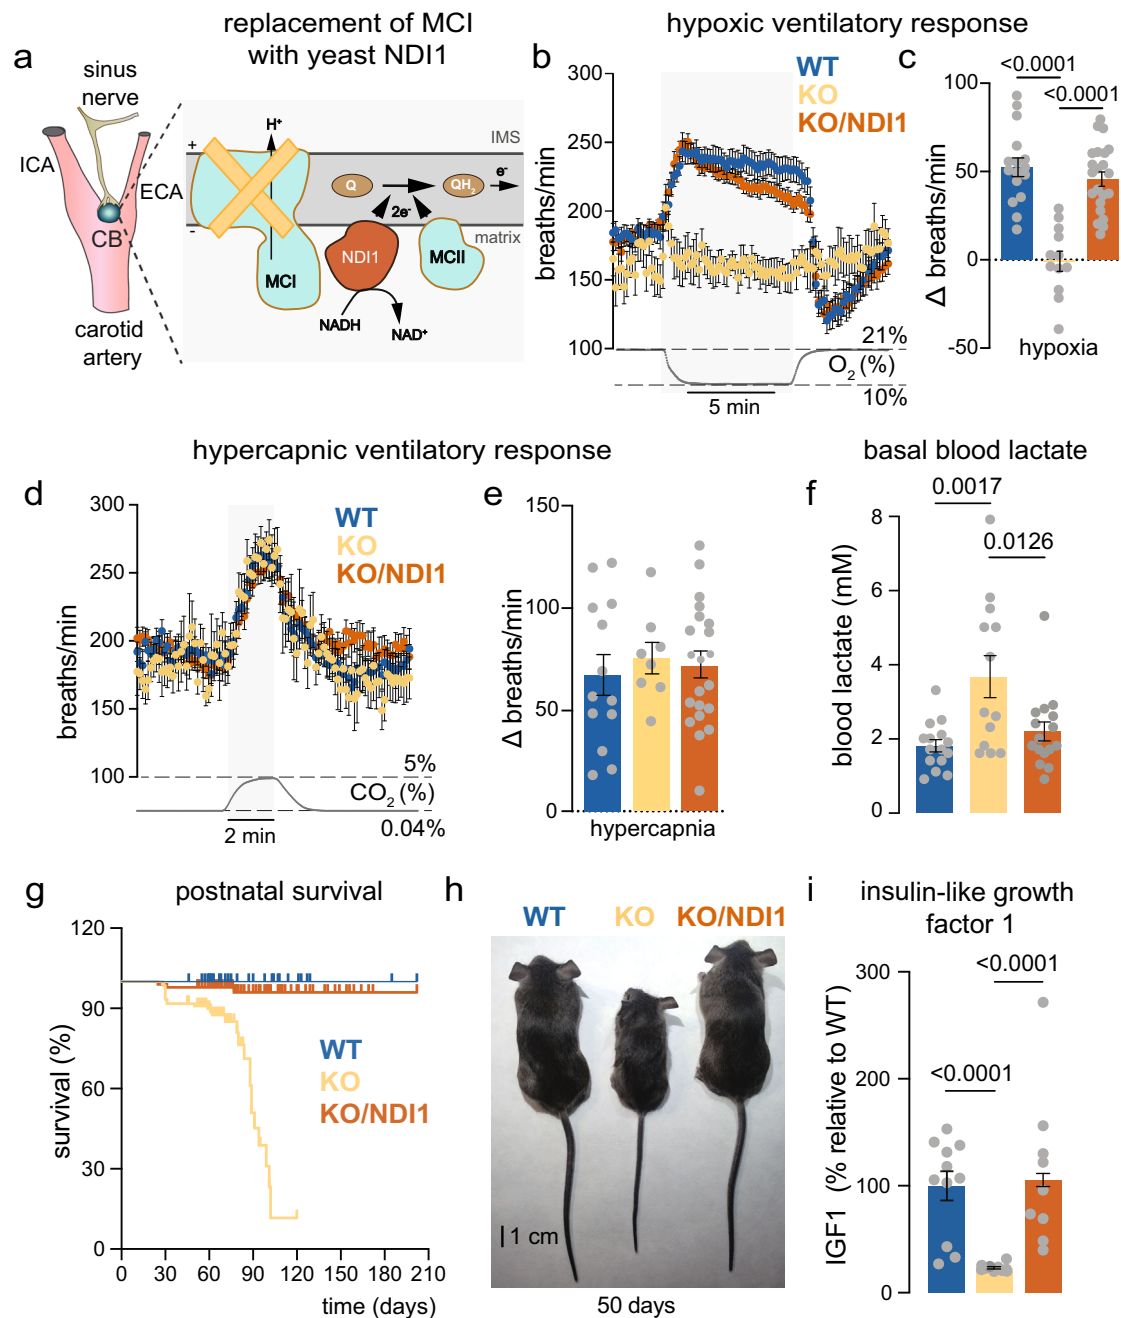 replacement of MCI
with yeast NDI1
hypoxic ventilatory response
a
sinus
nerve
ICA
ECA
CB
carotid
artery
H+
IMS
+
-
Q
QH2
e-
2e-
matrix
NDI1
MCII
MCI
NADH
NAD+
b
300
250
200
150
100
breaths/min
WT
KO
KO/NDI1
21%
O2 (%)
10%
5 min
c
<0.0001
<0.0001
100
50
0
-50
Δ breaths/min
hypoxia
hypercapnic ventilatory response
basal blood lactate
d
300
250
200
150
100
breaths/min
WT
KO
KO/NDI1
5%
CO2 (%)
0.04%
2 min
e
150
100
50
0
Δ breaths/min
hypercapnia
f
0.0017
0.0126
8
6
4
2
0
blood lactate (mM)
g
postnatal survival
120
90
60
30
0
survival (%)
WT
KO
KO/NDI1
0 30 60 90 120 150 180 210
time (days)
h
WT KO KO/NDI1
1 cm
50 days
i
insulin-like growth
factor 1
<0.0001
<0.0001
300
200
100
0
IGF1 (% relative to WT)